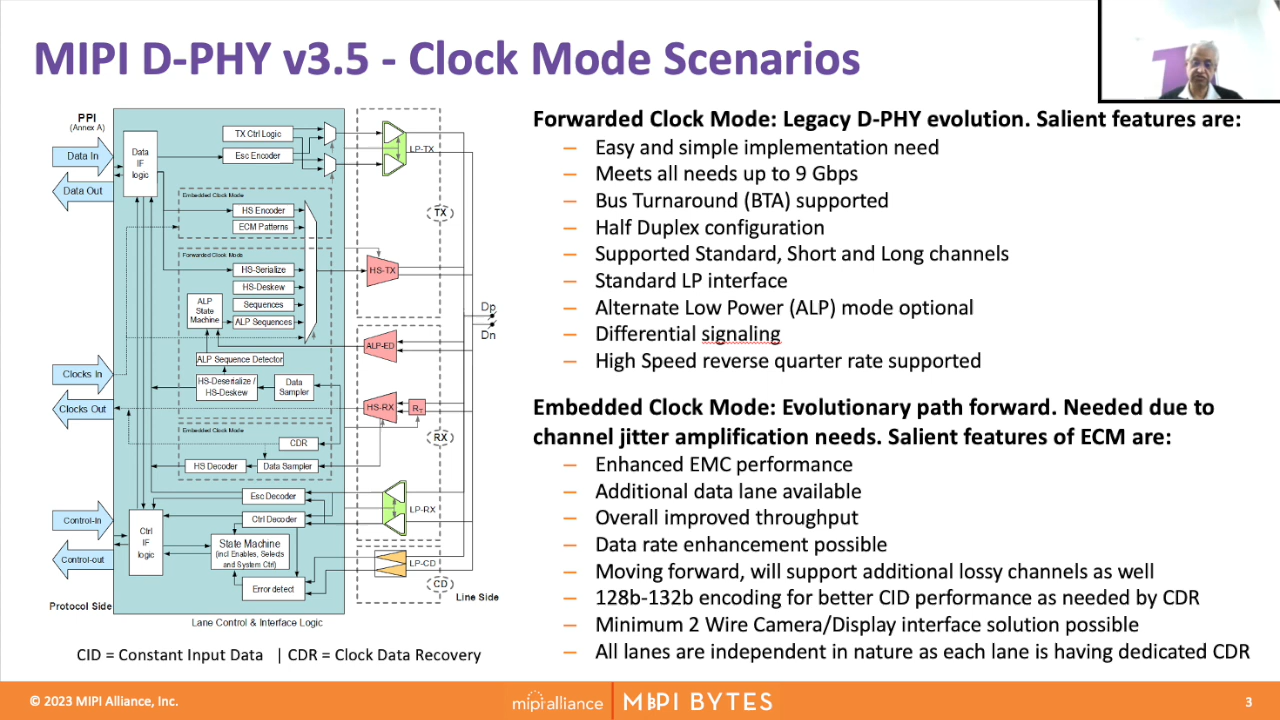 MIPI D-PHY v3.5 - Clock Mode Scenarios
PPI
(Annex A)
Data In
Data Out
Clocks In
Clocks Out
Control-In
Control-out
Protocol Side
Data
IF
logic
TX Ctrl Logic
Esc Encoder
Embedded Clock Mode
HS Encoder
ECM Patterns
Forwarded Clock Mode
HS-Serialize
HS-Deskew
Sequences
ALP Sequences
ALP
State
Machine
ALP Sequence Detector
HS-Deserialize /
HS-Deskew
Data
Sampler
Embedded Clock Mode
CDR
HS Decoder
Data Sampler
Esc Decoder
Ctrl Decoder
Ctrl
IF
logic
State Machine
(incl Enables, Selects
and System Ctrl)
Error detect
Lane Control & Interface Logic
LP-TX
TX
HS-TX
Dp
Dn
ALP-ED
HS-RX
RT
RX
LP-RX
LP-CD
CD
Line Side
CID = Constant Input Data | CDR = Clock Data Recovery
Forwarded Clock Mode: Legacy D-PHY evolution. Salient features are:
– Easy and simple implementation need
– Meets all needs up to 9 Gbps
– Bus Turnaround (BTA) supported
– Half Duplex configuration
– Supported Standard, Short and Long channels
– Standard LP interface
– Alternate Low Power (ALP) mode optional
– Differential signaling
– High Speed reverse quarter rate supported
Embedded Clock Mode: Evolutionary path forward. Needed due to
channel jitter amplification needs. Salient features of ECM are:
– Enhanced EMC performance
– Additional data lane available
– Overall improved throughput
– Data rate enhancement possible
– Moving forward, will support additional lossy channels as well
– 128b-132b encoding for better CID performance as needed by CDR
– Minimum 2 Wire Camera/Display interface solution possible
– All lanes are independent in nature as each lane is having dedicated CDR
© 2023 MIPI Alliance, Inc.
mipi alliance
MIPI BYTES
3